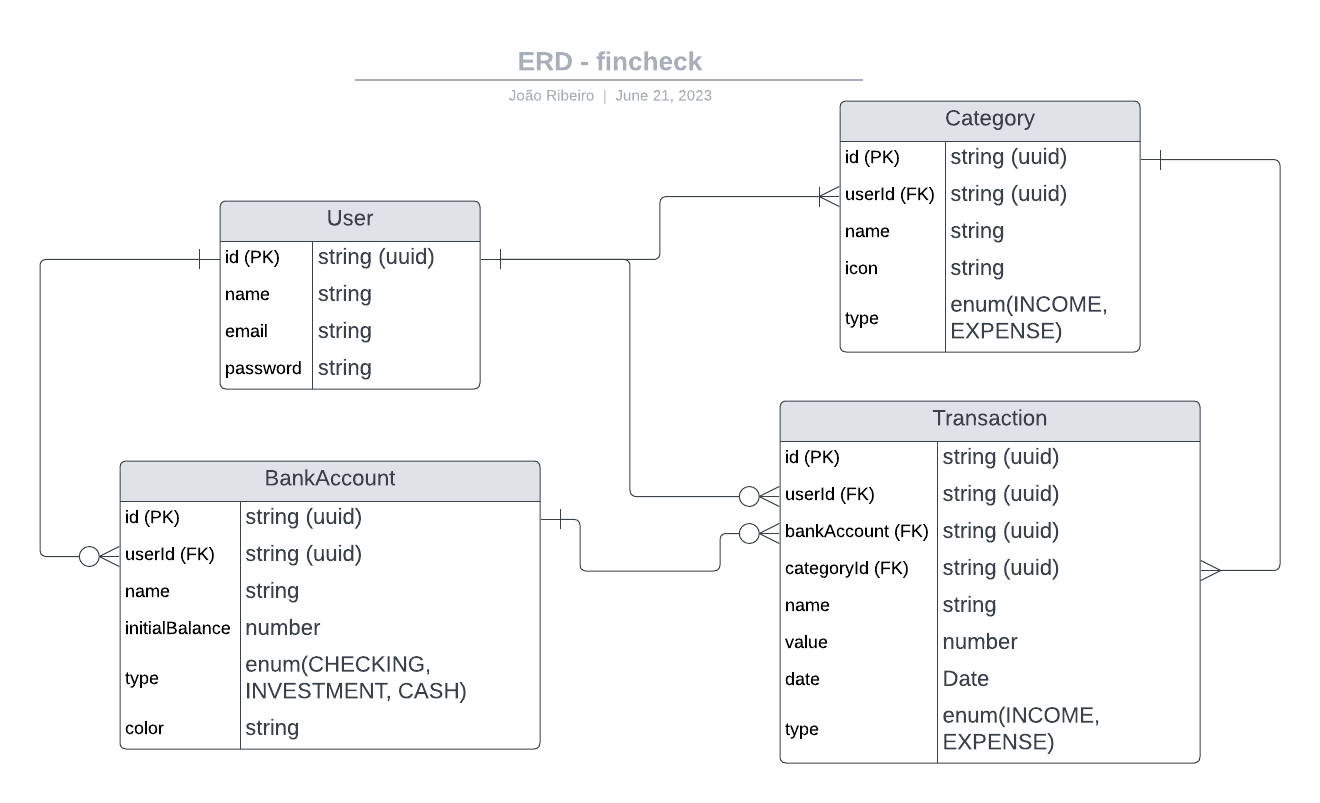 ERD - fincheck
João Ribeiro | June 21, 2023
Category
id (PK) string (uuid)
userId (FK) string (uuid)
name string
icon string
type enum(INCOME,
EXPENSE)
User
id (PK) string (uuid)
name string
email string
password string
BankAccount
id (PK) string (uuid)
userId (FK) string (uuid)
name string
initialBalance number
type enum(CHECKING,
INVESTMENT, CASH)
color string
Transaction
id (PK) string (uuid)
userId (FK) string (uuid)
bankAccount (FK) string (uuid)
categoryId (FK) string (uuid)
name string
value number
date Date
type enum(INCOME,
EXPENSE)